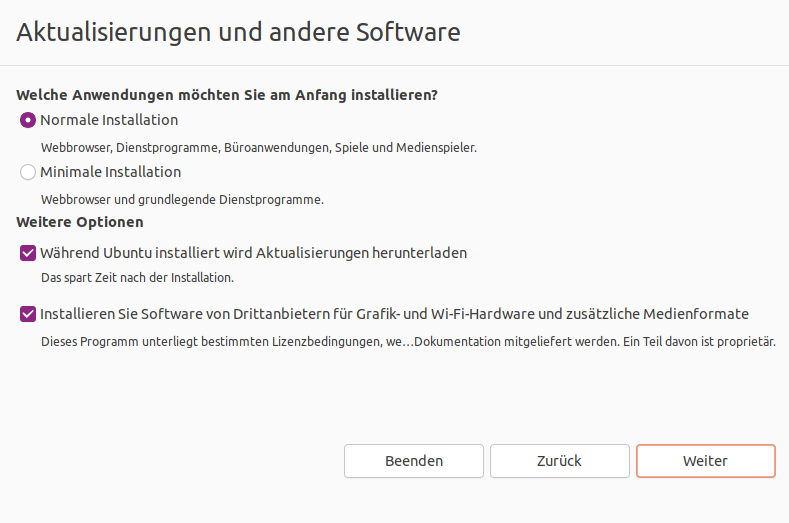 Aktualisierungen und andere Software
Welche Anwendungen möchten Sie am Anfang installieren?
Normale Installation
Webbrowser, Dienstprogramme, Büroanwendungen, Spiele und Medienspieler.
Minimale Installation
Webbrowser und grundlegende Dienstprogramme.
Weitere Optionen
Während Ubuntu installiert wird Aktualisierungen herunterladen
Das spart Zeit nach der Installation.
Installieren Sie Software von Drittanbietern für Grafik- und Wi-Fi-Hardware und zusätzliche Medienformate
Dieses Programm unterliegt bestimmten Lizenzbedingungen, we…Dokumentation mitgeliefert werden. Ein Teil davon ist proprietär.
Beenden Zurück Weiter